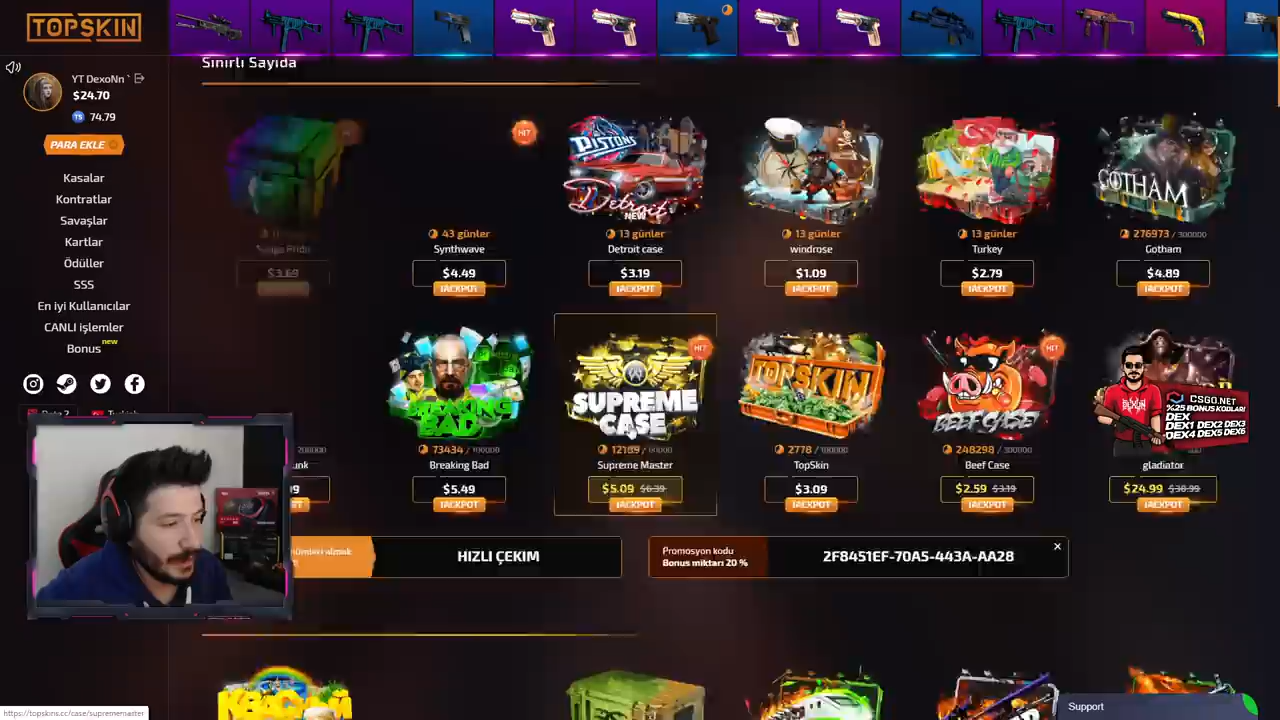 TOPSKIN
Sınırlı Sayıda
YT DexoNn `
$24.70
TS 74.79
PARA EKLE
Kasalar
Kontratlar
Savaşlar
Kartlar
Ödüller
SSS
En iyi Kullanıcılar
CANLI işlemler
Bonus new
$3.69
HIT
43 günler
Synthwave
$4.49
JACKPOT
PISTONS
Detroit
NEW
13 günler
Detroit case
$3.19
JACKPOT
13 günler
windrose
$1.09
JACKPOT
13 günler
Turkey
$2.79
JACKPOT
GOTHAM
276973 / 300000
Gotham
$4.89
JACKPOT
BREAKING
BAD
73434 / 100000
Breaking Bad
$5.49
JACKPOT
HIT
SUPREME
CASE
Supreme Master
$5.09 $6.39
JACKPOT
TOPSKIN
2778 / 100000
TopSkin
$3.09
JACKPOT
HIT
BEEF CASE
248298 / 300000
Beef Case
$2.59 $3.19
JACKPOT
CSGO.NET
%25 BONUS KODLARI
DEX
DEX1 DEX2 DEX3
DEX4 DEX5 DEX6
gladiator
$24.99 $38.99
JACKPOT
HIZLI ÇEKIM
Promosyon kodu
Bonus miktarı 20 %
2F8451EF-70A5-443A-AA28
Support
https://topskins.cc/case/suprememaster